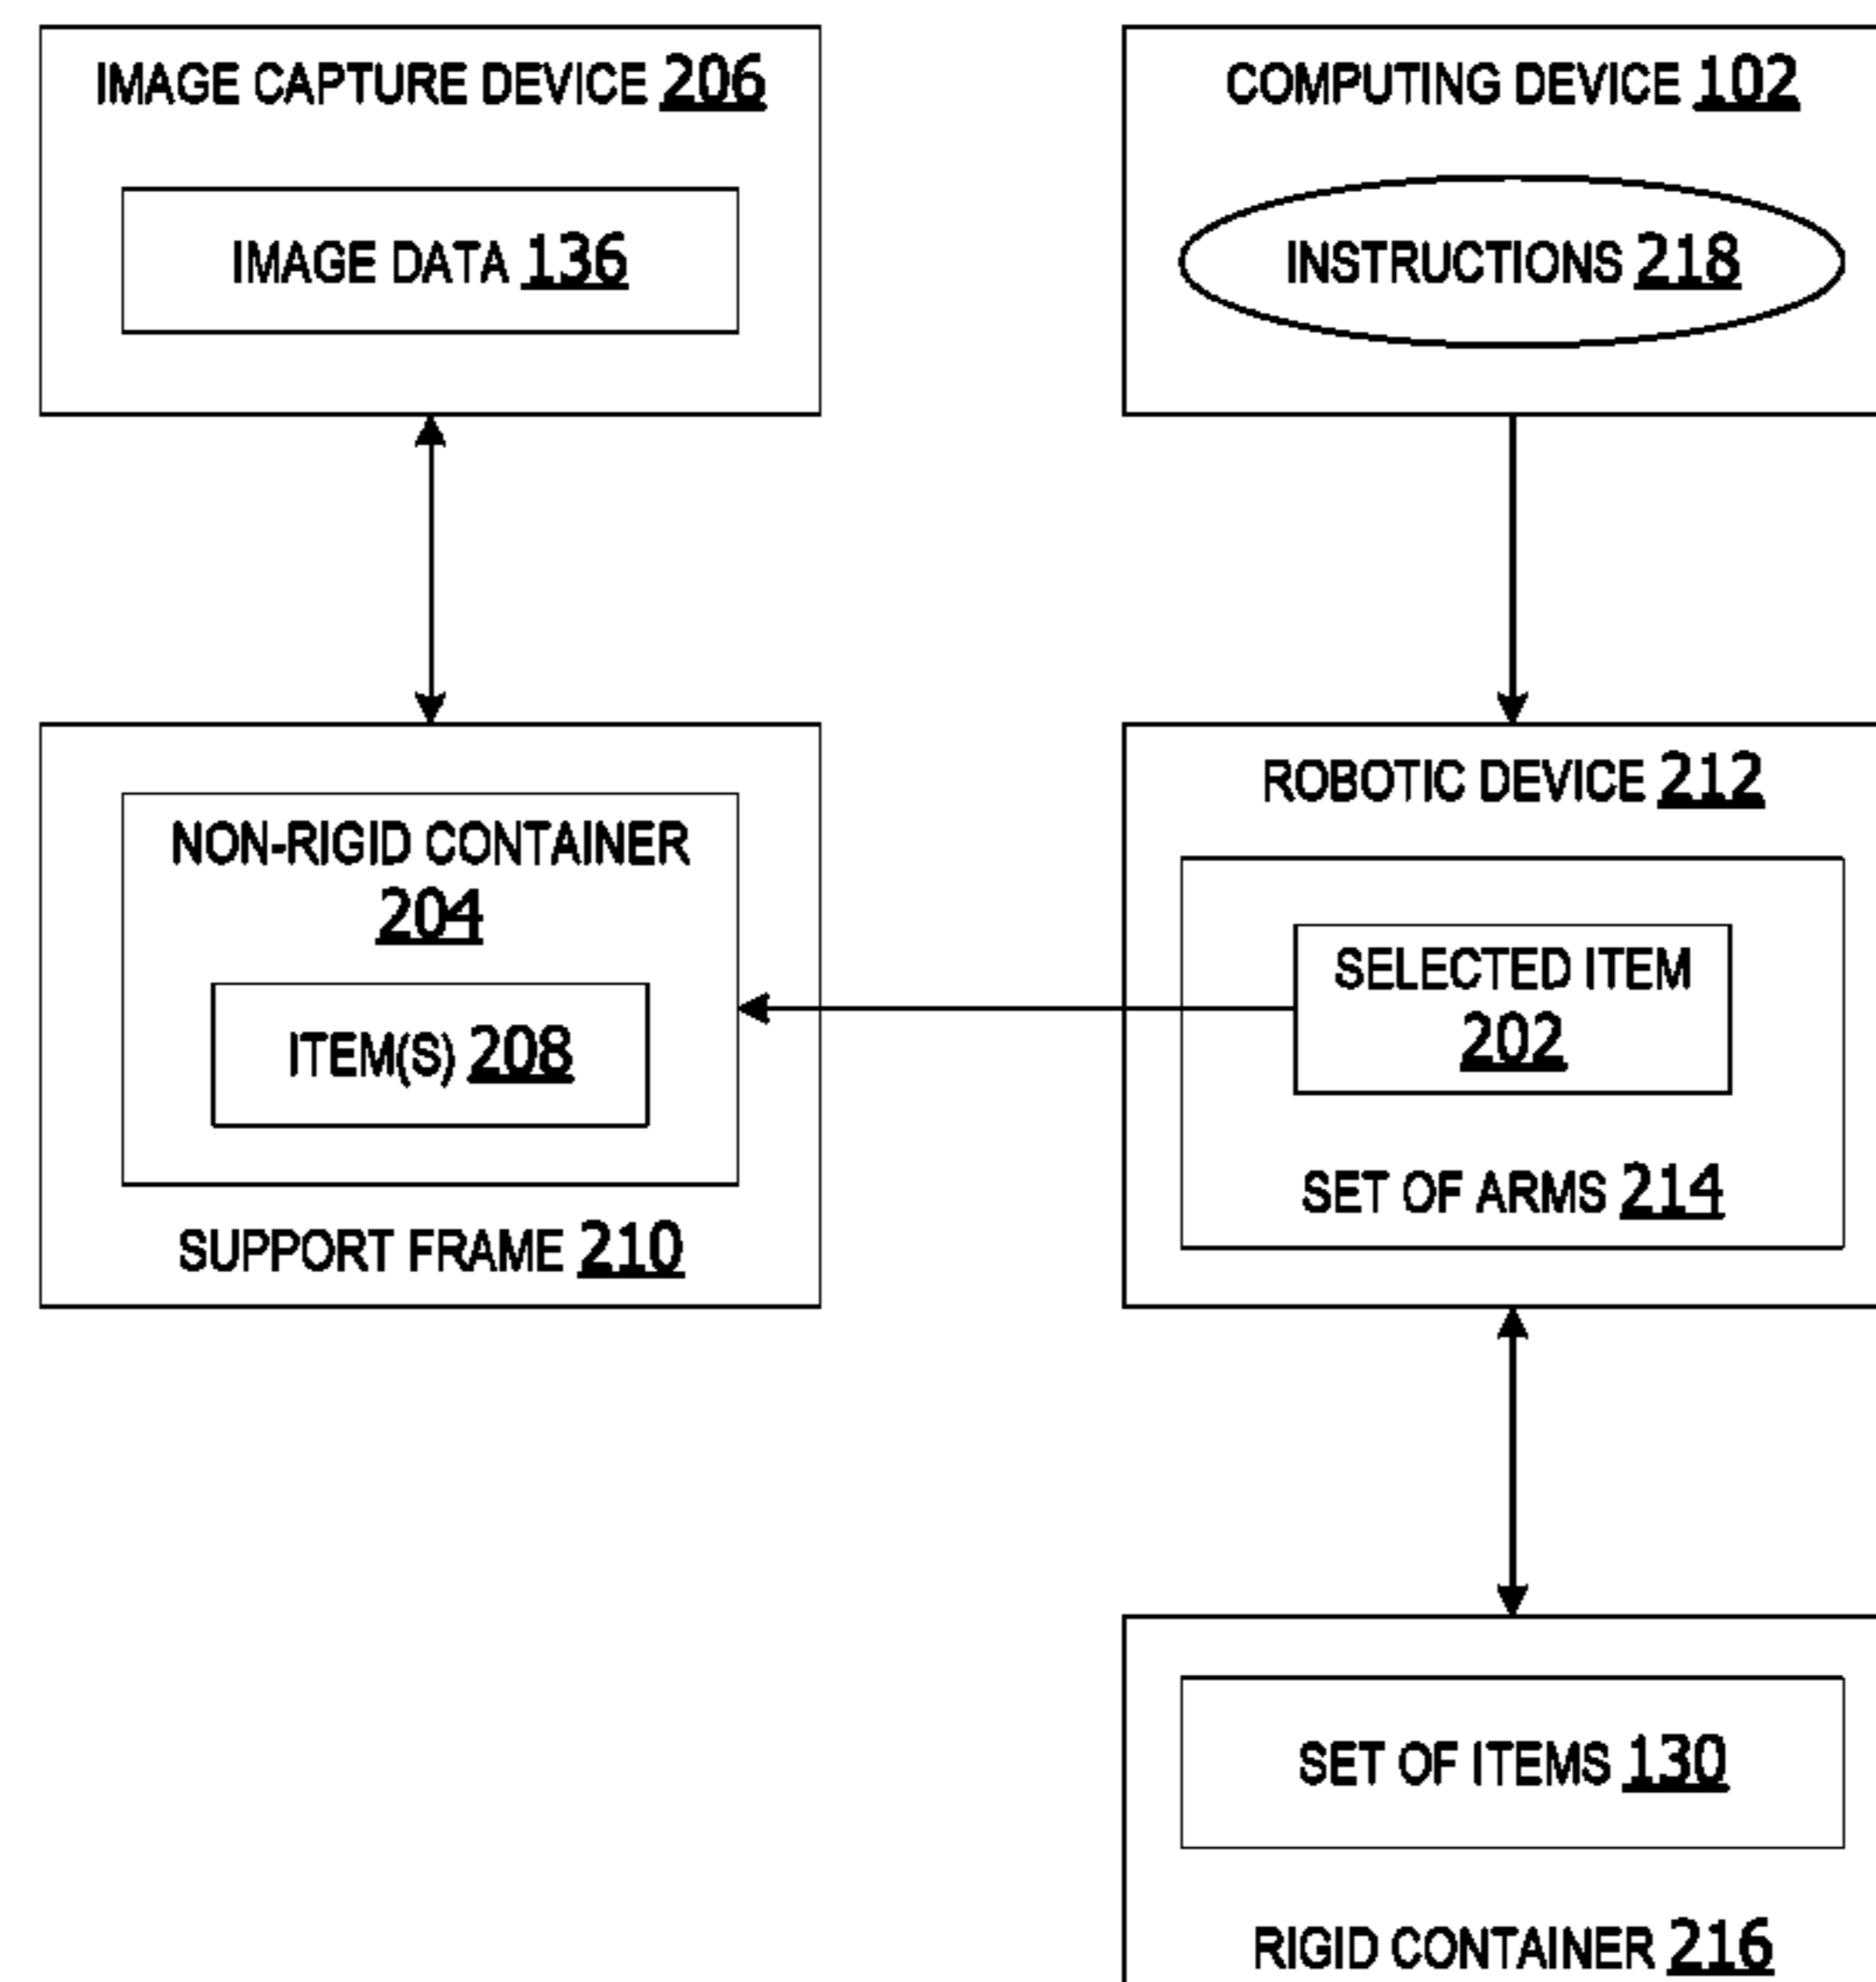 IMAGE CAPTURE DEVICE 206
IMAGE DATA 136
COMPUTING DEVICE 102
INSTRUCTIONS 218
NON-RIGID CONTAINER
204
ITEM(S) 208
SUPPORT FRAME 210
ROBOTIC DEVICE 212
SELECTED ITEM
202
SET OF ARMS 214
SET OF ITEMS 130
RIGID CONTAINER 216